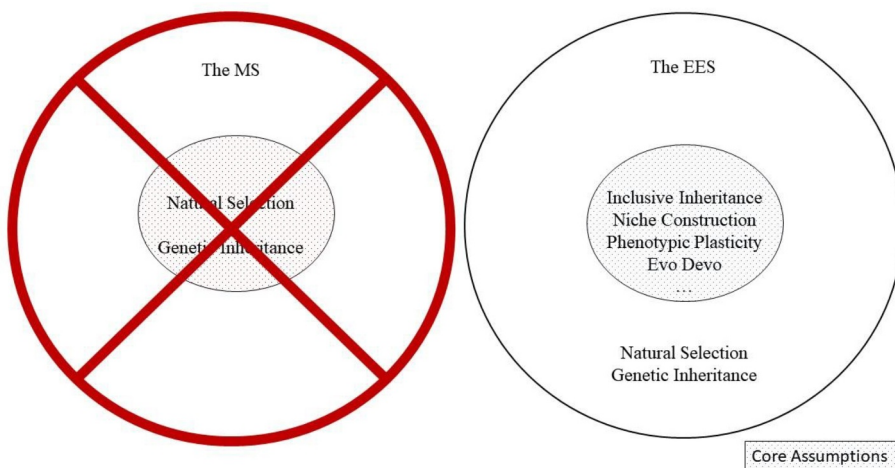 The MS
Natural Selection
Genetic Inheritance
The EES
Inclusive Inheritance
Niche Construction
Phenotypic Plasticity
Evo Devo
...
Natural Selection
Genetic Inheritance
Core Assumptions